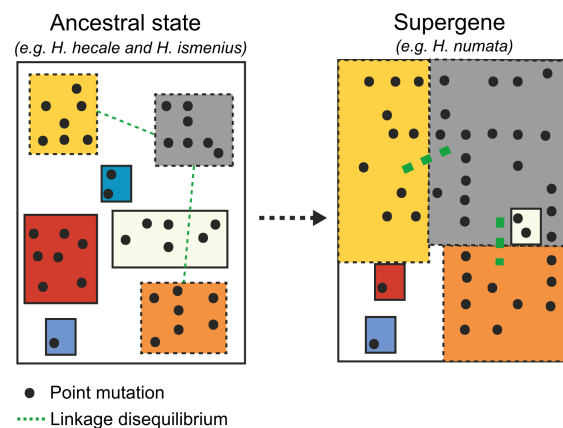 Ancestral state
(e.g. H. hecale and H. ismenius)
Supergene
(e.g. H. numata)
Point mutation
Linkage disequilibrium